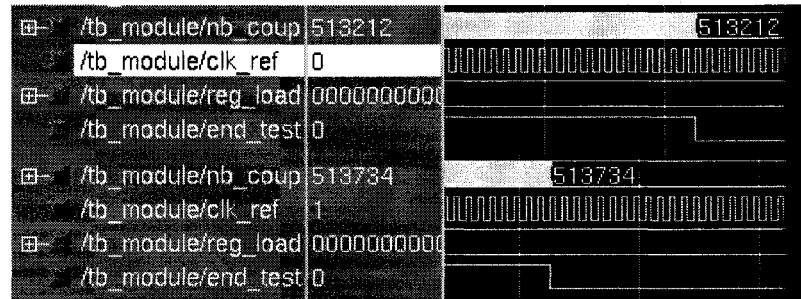 /tb_module/nb_coup 513212 513212
/tb_module/clk_ref 0
/tb_module/reg_load 0000000000
/tb_module/end_test 0
/tb_module/nb_coup 513734 513734
/tb_module/clk_ref 1
/tb_module/reg_load 0000000000
/tb_module/end_test 0